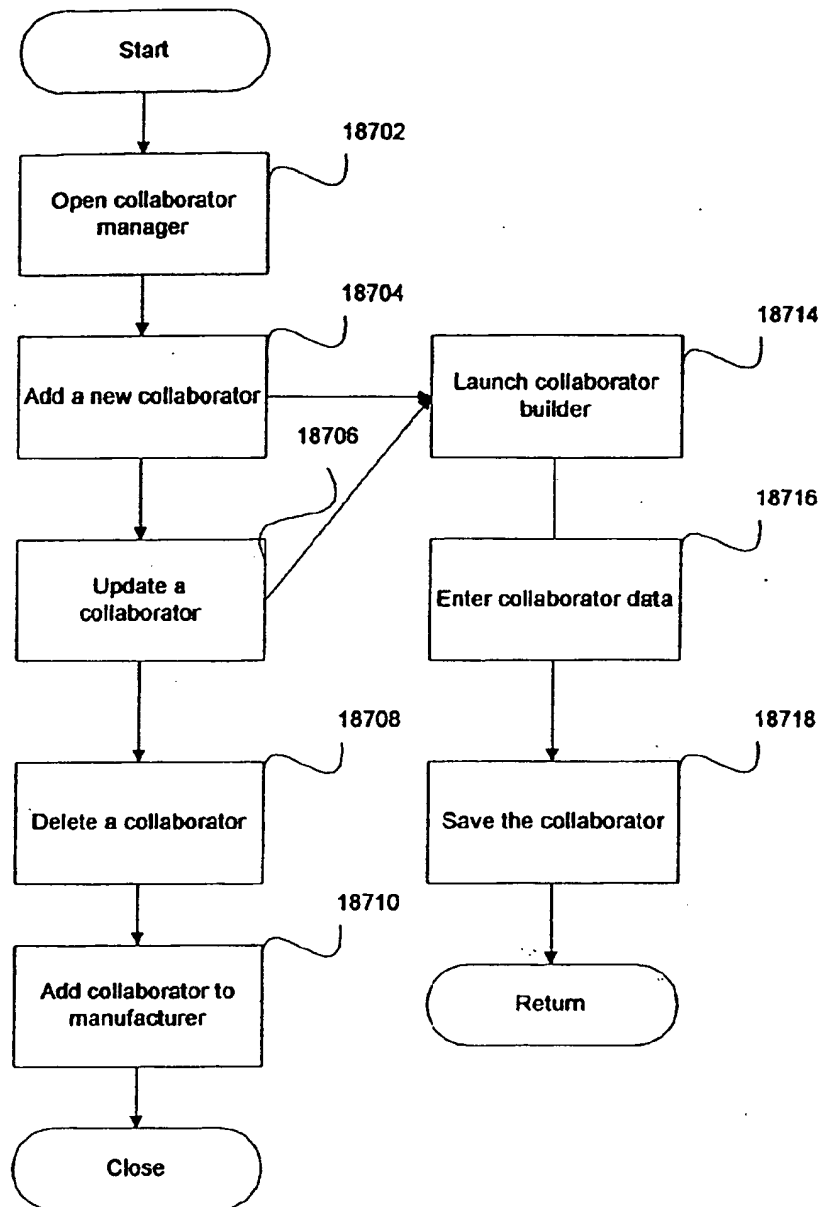 Start
18702
Open collaborator
manager
18704
Add a new collaborator
18714
Launch collaborator
builder
18706
Update a
collaborator
18716
Enter collaborator data
18708
Delete a collaborator
18718
Save the collaborator
18710
Add collaborator to
manufacturer
Return
Close